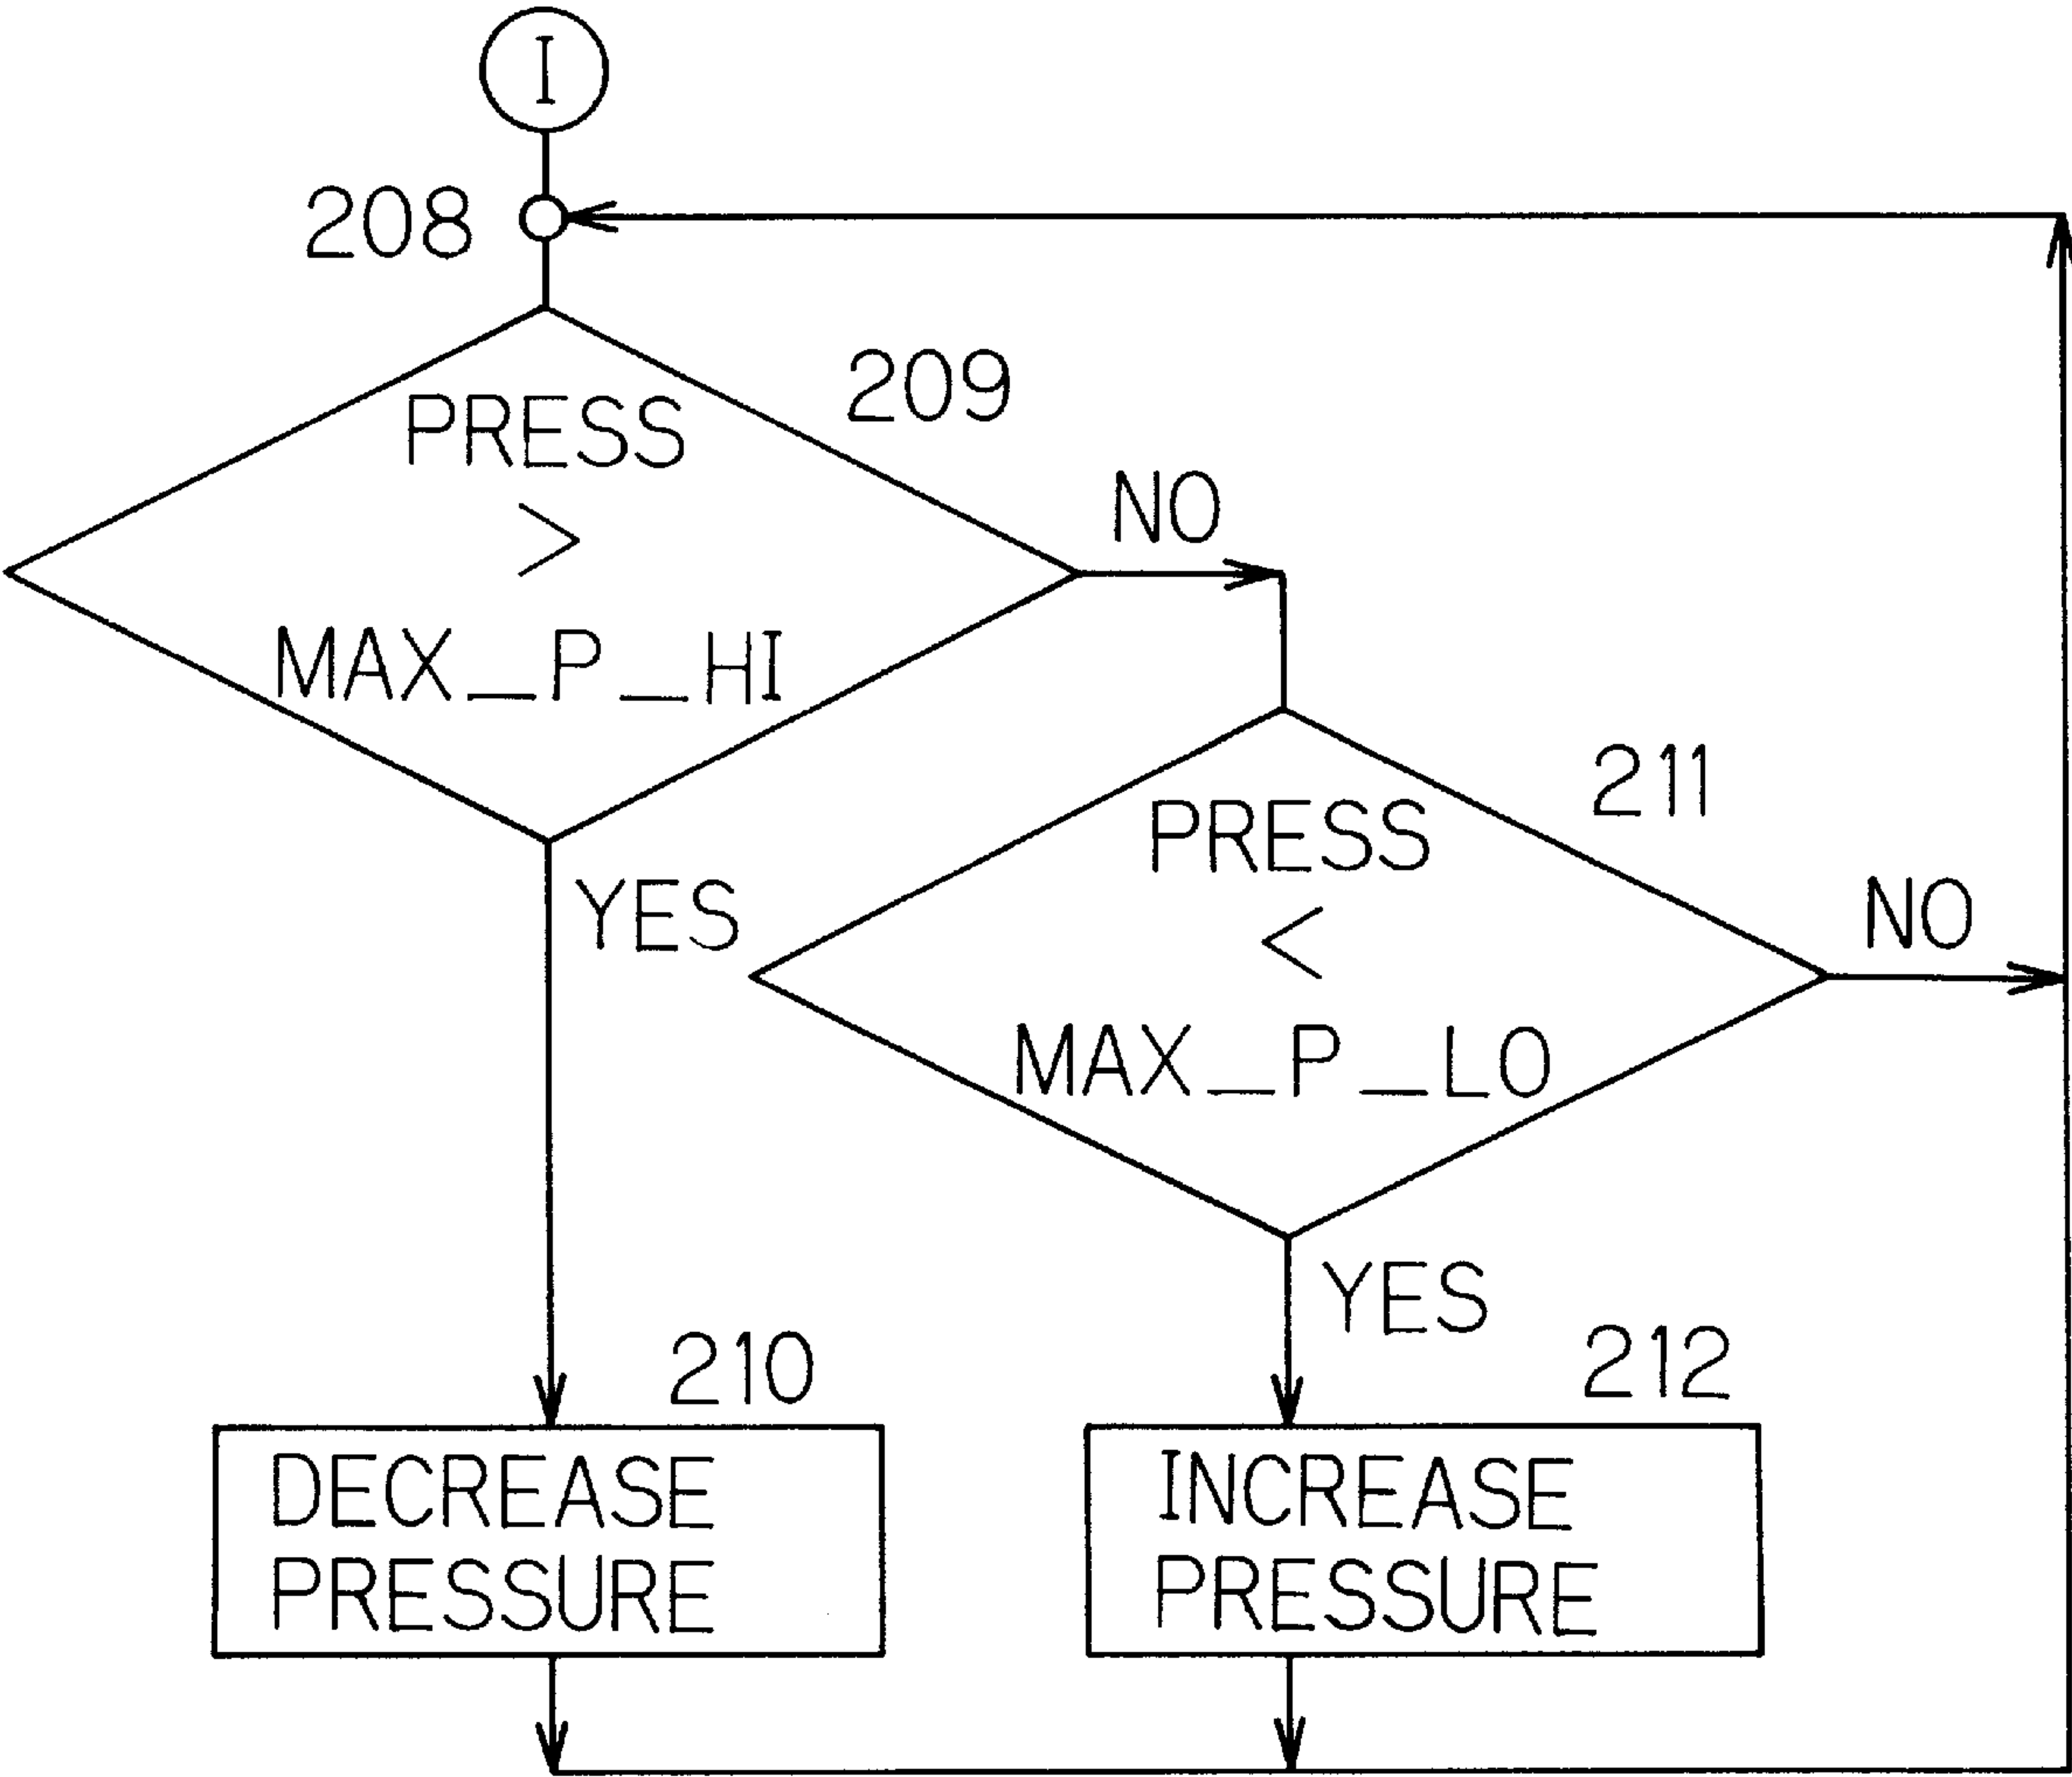 I
208
209
PRESS
>
MAX_P_HI
NO
YES
211
PRESS
<
MAX_P_LO
NO
YES
210
DECREASE
PRESSURE
212
INCREASE
PRESSURE